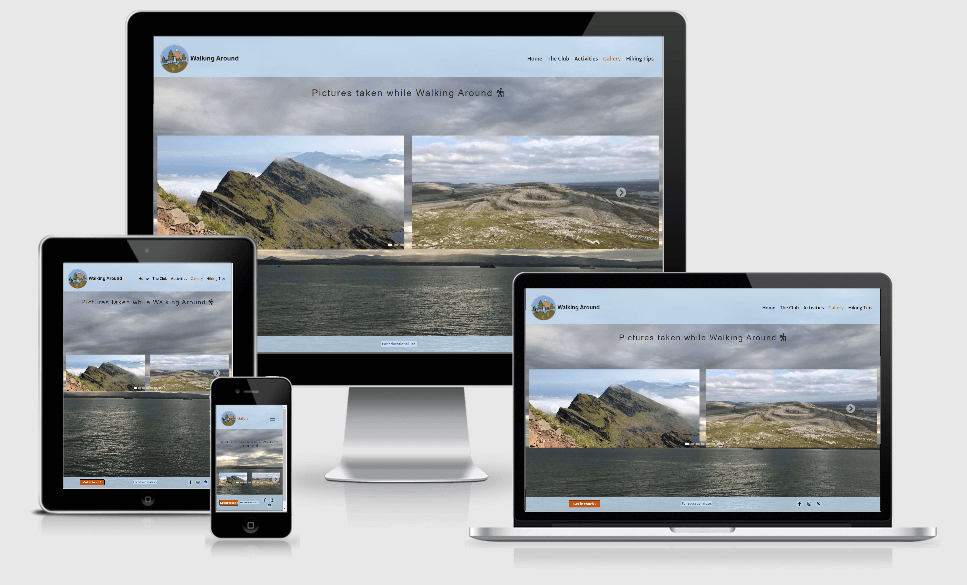 Walking Around
Home The Club Activities Gallery Hiking Tips
Pictures taken while Walking Around
Walking Around
Home The Club Activities Gallery Hiking Tips
Pictures taken while Walking Around
Walking Around
Home The Club Activities Gallery Hiking Tips
Pictures taken while Walking Around